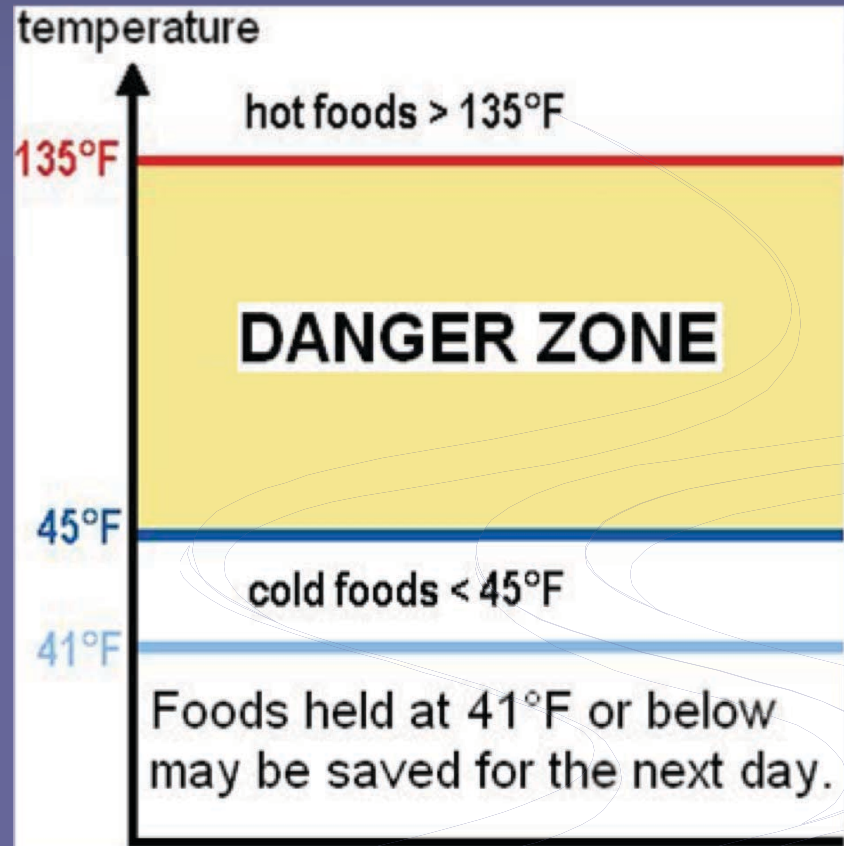 temperature
hot foods > 135°F
135°F
DANGER ZONE
45°F
cold foods < 45°F
41°F
Foods held at 41°F or below
may be saved for the next day.